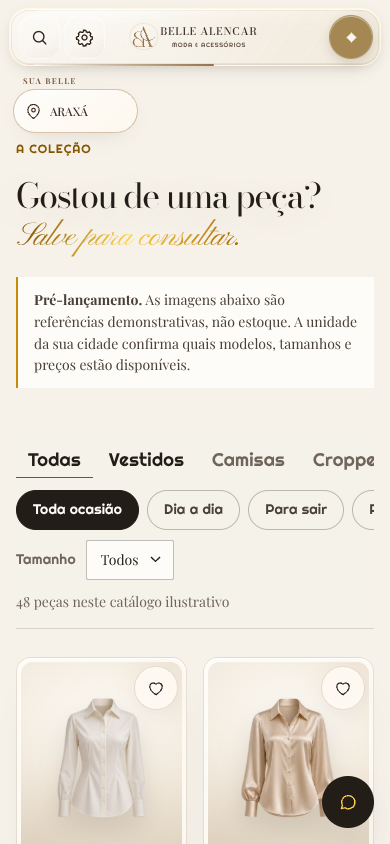 BELLE ALENCAR
MODA E ACESSÓRIOS
SUA BELLE
ARAXÁ
A COLEÇÃO
Gostou de uma peça?
Salve para consultar.
Pré-lançamento. As imagens abaixo são
referências demonstrativas, não estoque. A unidade
da sua cidade confirma quais modelos, tamanhos e
preços estão disponíveis.
Todas Vestidos Camisas Croppe
Toda ocasião Dia a dia Para sair
Tamanho Todos
48 peças neste catálogo ilustrativo